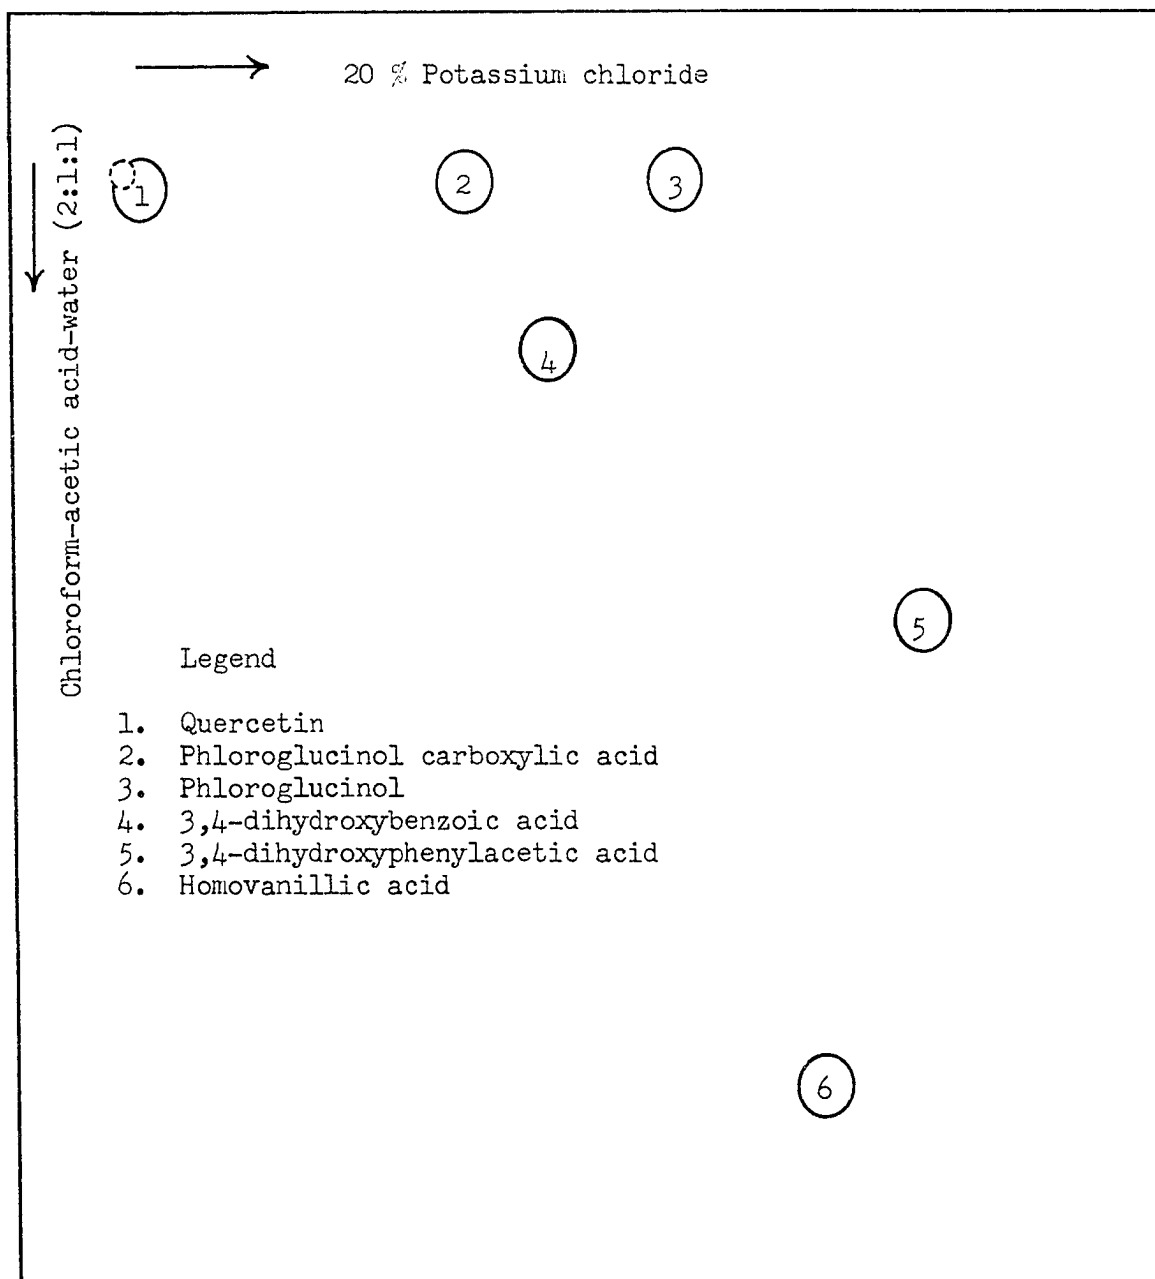 20 % Potassium chloride
Chloroform-acetic acid-water (2:1:1)
1
2
3
4
5
6
Legend
1. Quercetin
2. Phloroglucinol carboxylic acid
3. Phloroglucinol
4. 3,4-dihydroxybenzoic acid
5. 3,4-dihydroxyphenylacetic acid
6. Homovanillic acid